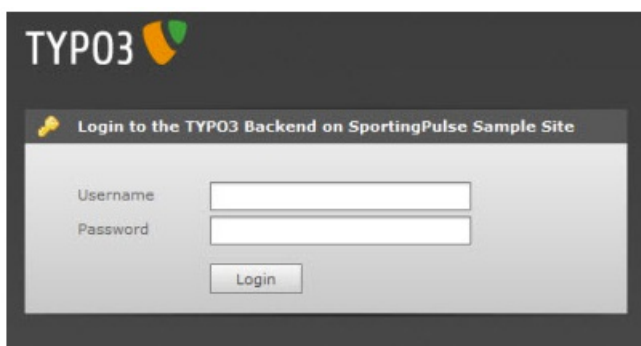 TYPO3
Login to the TYPO3 Backend on SportingPulse Sample Site
Username
Password
Login